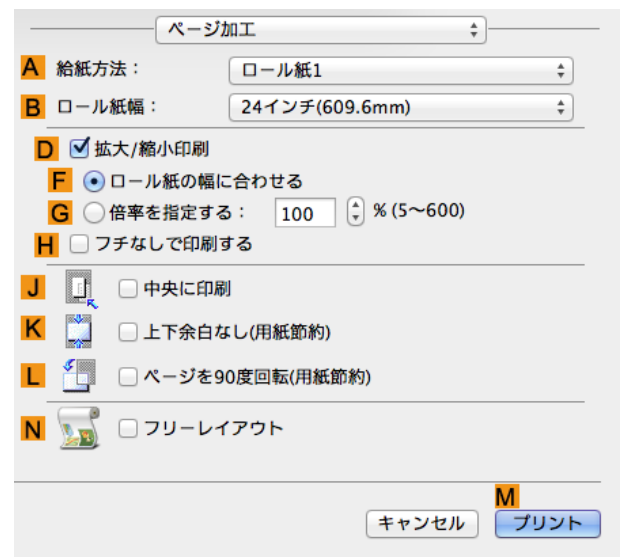 ページ加工
A 給紙方法： ロール紙1
B ロール紙幅： 24インチ(609.6mm)
D 拡大/縮小印刷
F ロール紙の幅に合わせる
G 倍率を指定する： 100 % (5〜600)
H フチなしで印刷する
J 中央に印刷
K 上下余白なし(用紙節約)
L ページを90度回転(用紙節約)
N フリーレイアウト
M
キャンセル プリント